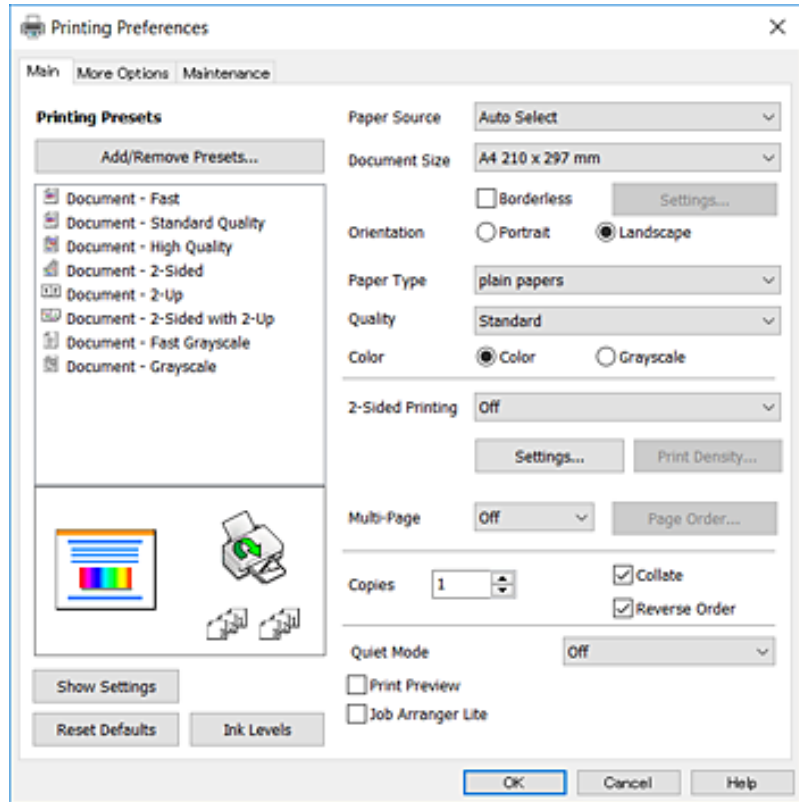 Printing Preferences
Main More Options Maintenance
Printing Presets
Add/Remove Presets...
Document - Fast
Document - Standard Quality
Document - High Quality
Document - 2-Sided
Document - 2-Up
Document - 2-Sided with 2-Up
Document - Fast Grayscale
Document - Grayscale
Show Settings
Reset Defaults Ink Levels
Paper Source Auto Select
Document Size A4 210 x 297 mm
Borderless Settings...
Orientation Portrait Landscape
Paper Type plain papers
Quality Standard
Color Color Grayscale
2-Sided Printing Off
Settings... Print Density...
Multi-Page Off Page Order...
Copies 1 Collate
Reverse Order
Quiet Mode Off
Print Preview
Job Arranger Lite
OK Cancel Help